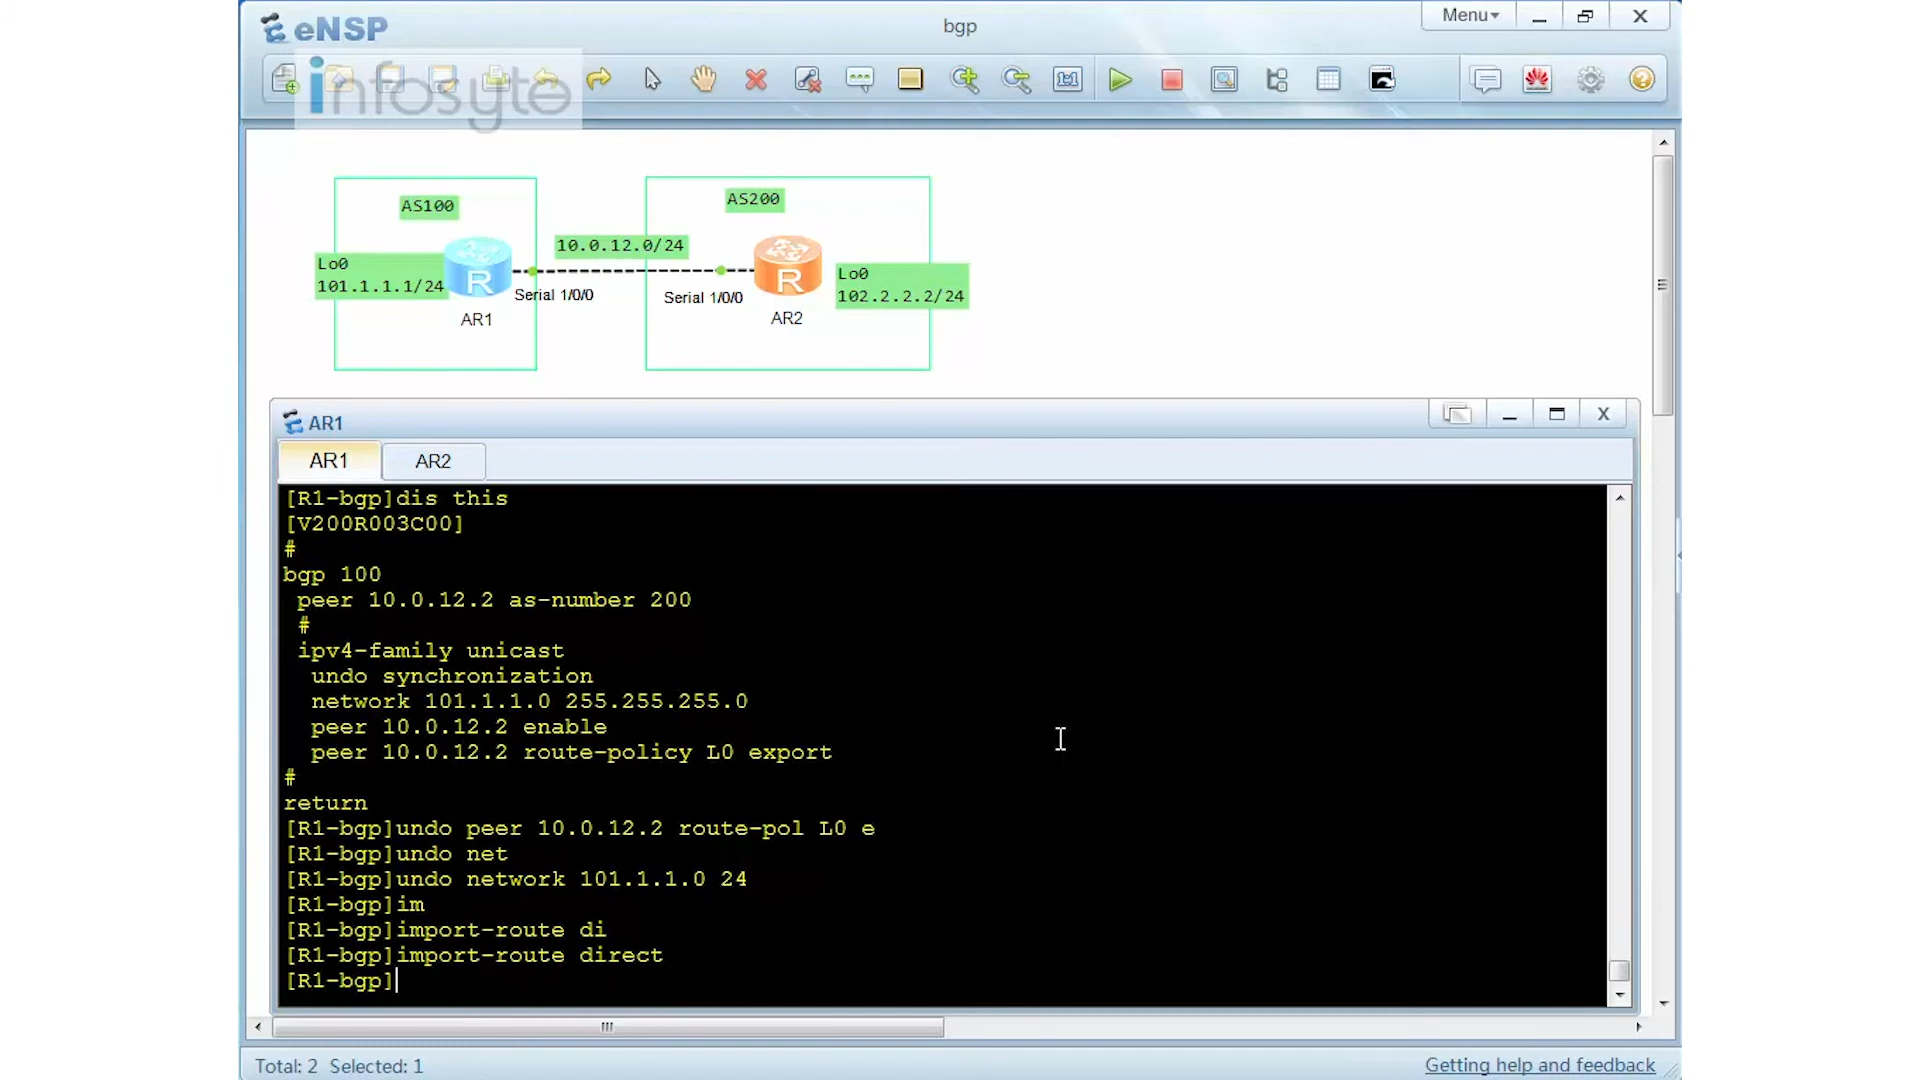 eNSP
bgp
Menu
infosyte
1:1
AS100
AS200
10.0.12.0/24
Lo0
101.1.1.1/24
Lo0
102.2.2.2/24
Serial 1/0/0
Serial 1/0/0
AR1
AR2
AR1
AR1
AR2
[R1-bgp]dis this
[V200R003C00]
#
bgp 100
peer 10.0.12.2 as-number 200
#
ipv4-family unicast
undo synchronization
network 101.1.1.0 255.255.255.0
peer 10.0.12.2 enable
peer 10.0.12.2 route-policy L0 export
#
return
[R1-bgp]undo peer 10.0.12.2 route-pol L0 e
[R1-bgp]undo net
[R1-bgp]undo network 101.1.1.0 24
[R1-bgp]im
[R1-bgp]import-route di
[R1-bgp]import-route direct
[R1-bgp]
Total: 2 Selected: 1
Getting help and feedback